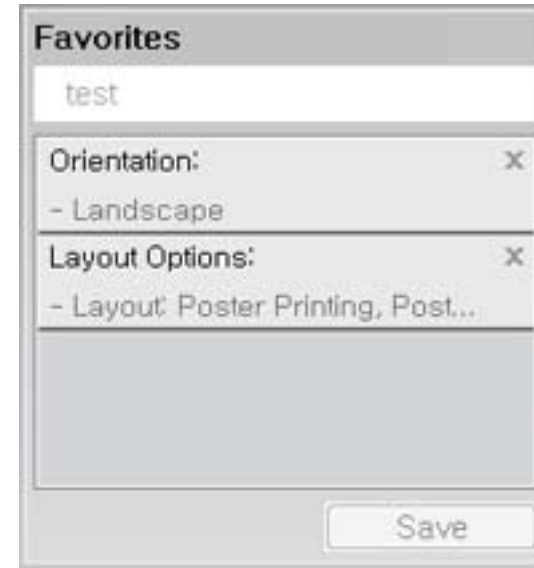 Favorites
test
Orientation: x
- Landscape
Layout Options: x
- Layout: Poster Printing, Post...
Save